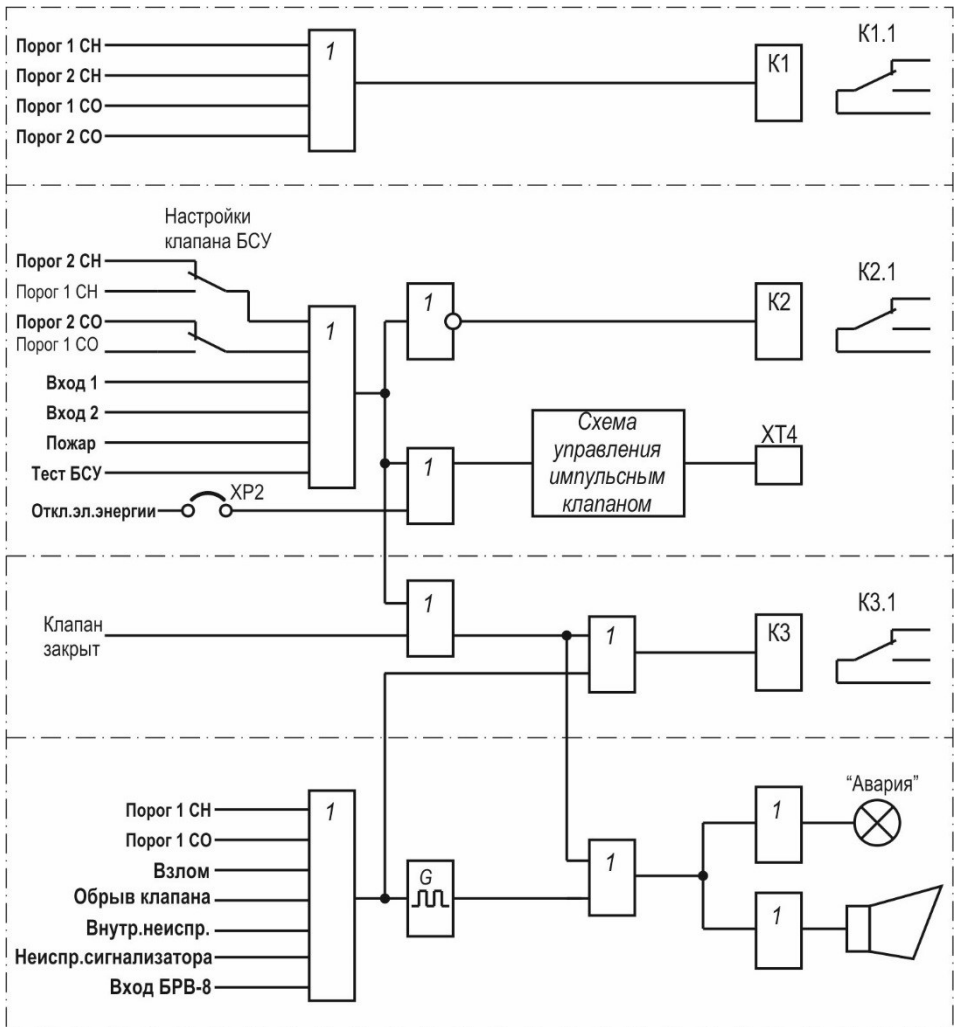 Порог 1 СН
Порог 2 СН
Порог 1 СО
Порог 2 СО
1
К1
К1.1
Настройки
клапана БСУ
Порог 2 СН
Порог 1 СН
Порог 2 СО
Порог 1 СО
Вход 1
Вход 2
Пожар
Тест БСУ
Откл.эл.энергии
ХР2
1
1
К2
К2.1
1
Схема
управления
импульсным
клапаном
ХТ4
Клапан
закрыт
1
1
К3
К3.1
Порог 1 СН
Порог 1 СО
Взлом
Обрыв клапана
Внутр.неиспр.
Неиспр.сигнализатора
Вход БРВ-8
1
G
1
1
"Авария"
1